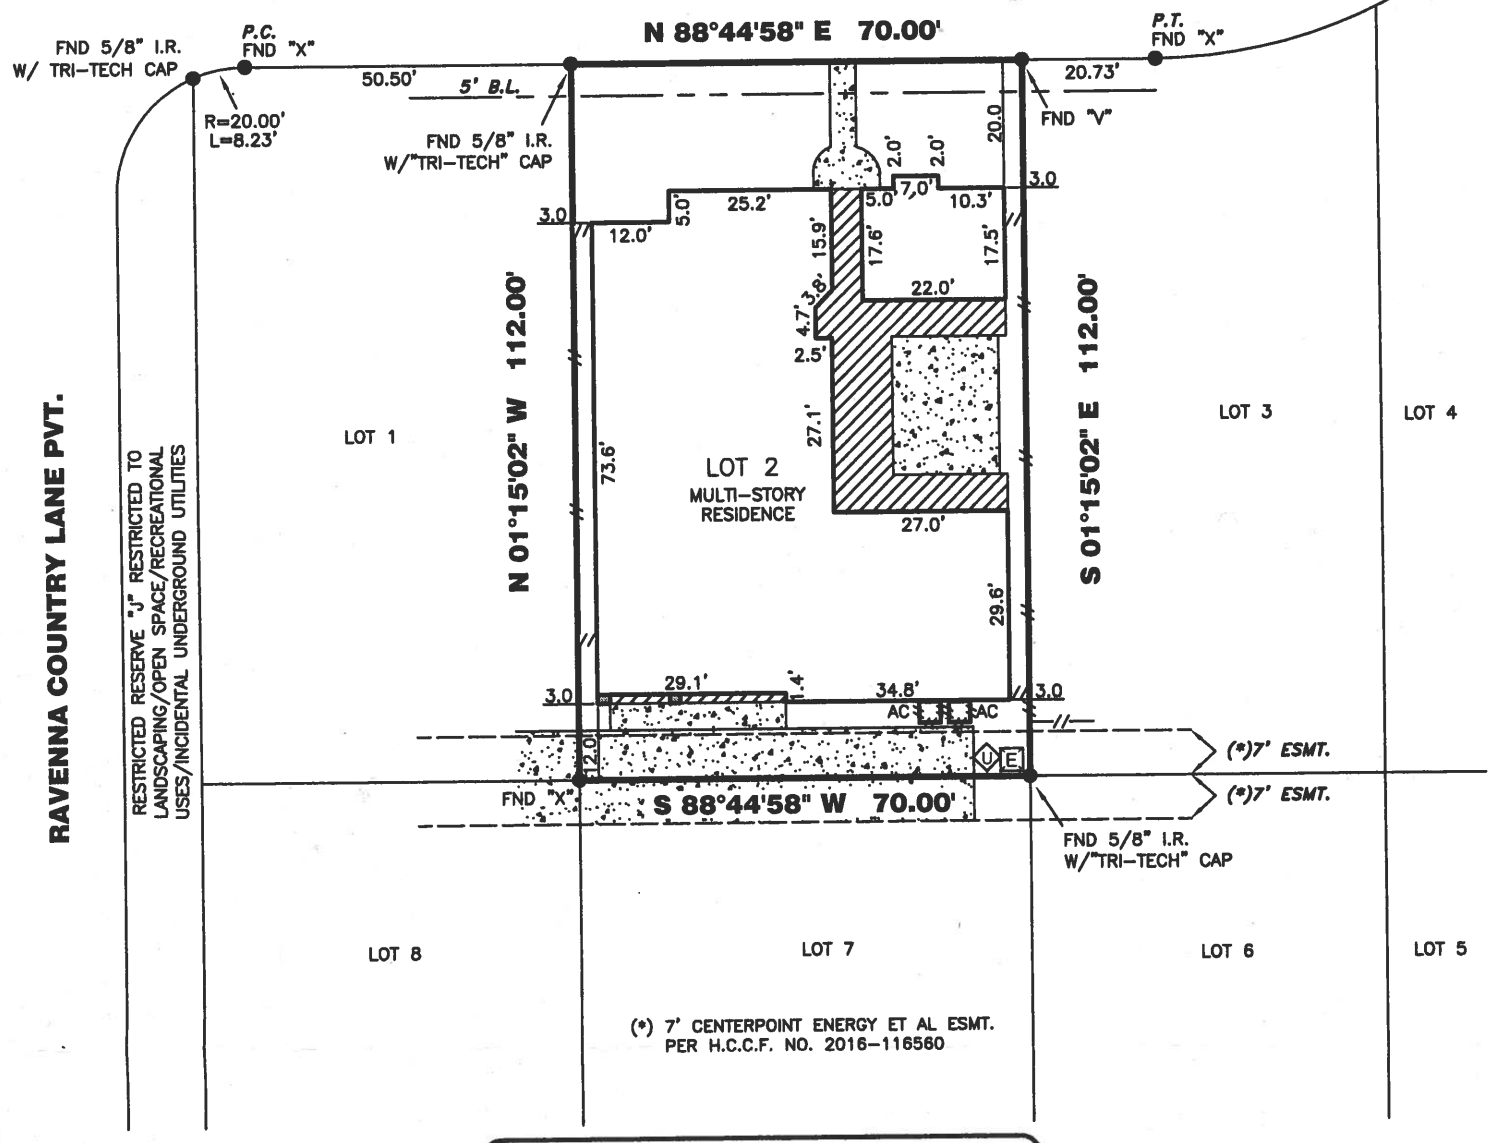 N 88°44'58" E 70.00'
P.C.
FND "X"
P.T.
FND "X"
FND 5/8" I.R.
W/ TRI-TECH CAP
50.50'
5' B.L.
20.73'
R=20.00'
L=8.23'
FND 5/8" I.R.
W/"TRI-TECH" CAP
FND "V"
20.0
2.0'
2.0'
7.0'
5.0'
10.3'
3.0
3.0
12.0'
5.0'
25.2'
15.9'
17.6'
17.5'
3.8'
4.7'
2.5'
22.0'
27.1'
27.0'
73.6'
29.6'
N 01°15'02" W 112.00'
S 01°15'02" E 112.00'
LOT 1
LOT 2
MULTI-STORY
RESIDENCE
LOT 3
LOT 4
RAVENNA COUNTRY LANE PVT.
RESTRICTED RESERVE "J" RESTRICTED TO
LANDSCAPING/OPEN SPACE/RECREATIONAL
USES/INCIDENTAL UNDERGROUND UTILITIES
3.0
29.1'
1.4'
34.8'
3.0
AC
AC
12.0
U
E
(*)7' ESMT.
(*)7' ESMT.
FND "X"
S 88°44'58" W 70.00'
FND 5/8" I.R.
W/"TRI-TECH" CAP
LOT 8
LOT 7
LOT 6
LOT 5
(*) 7' CENTERPOINT ENERGY ET AL ESMT.
PER H.C.C.F. NO. 2016-116560